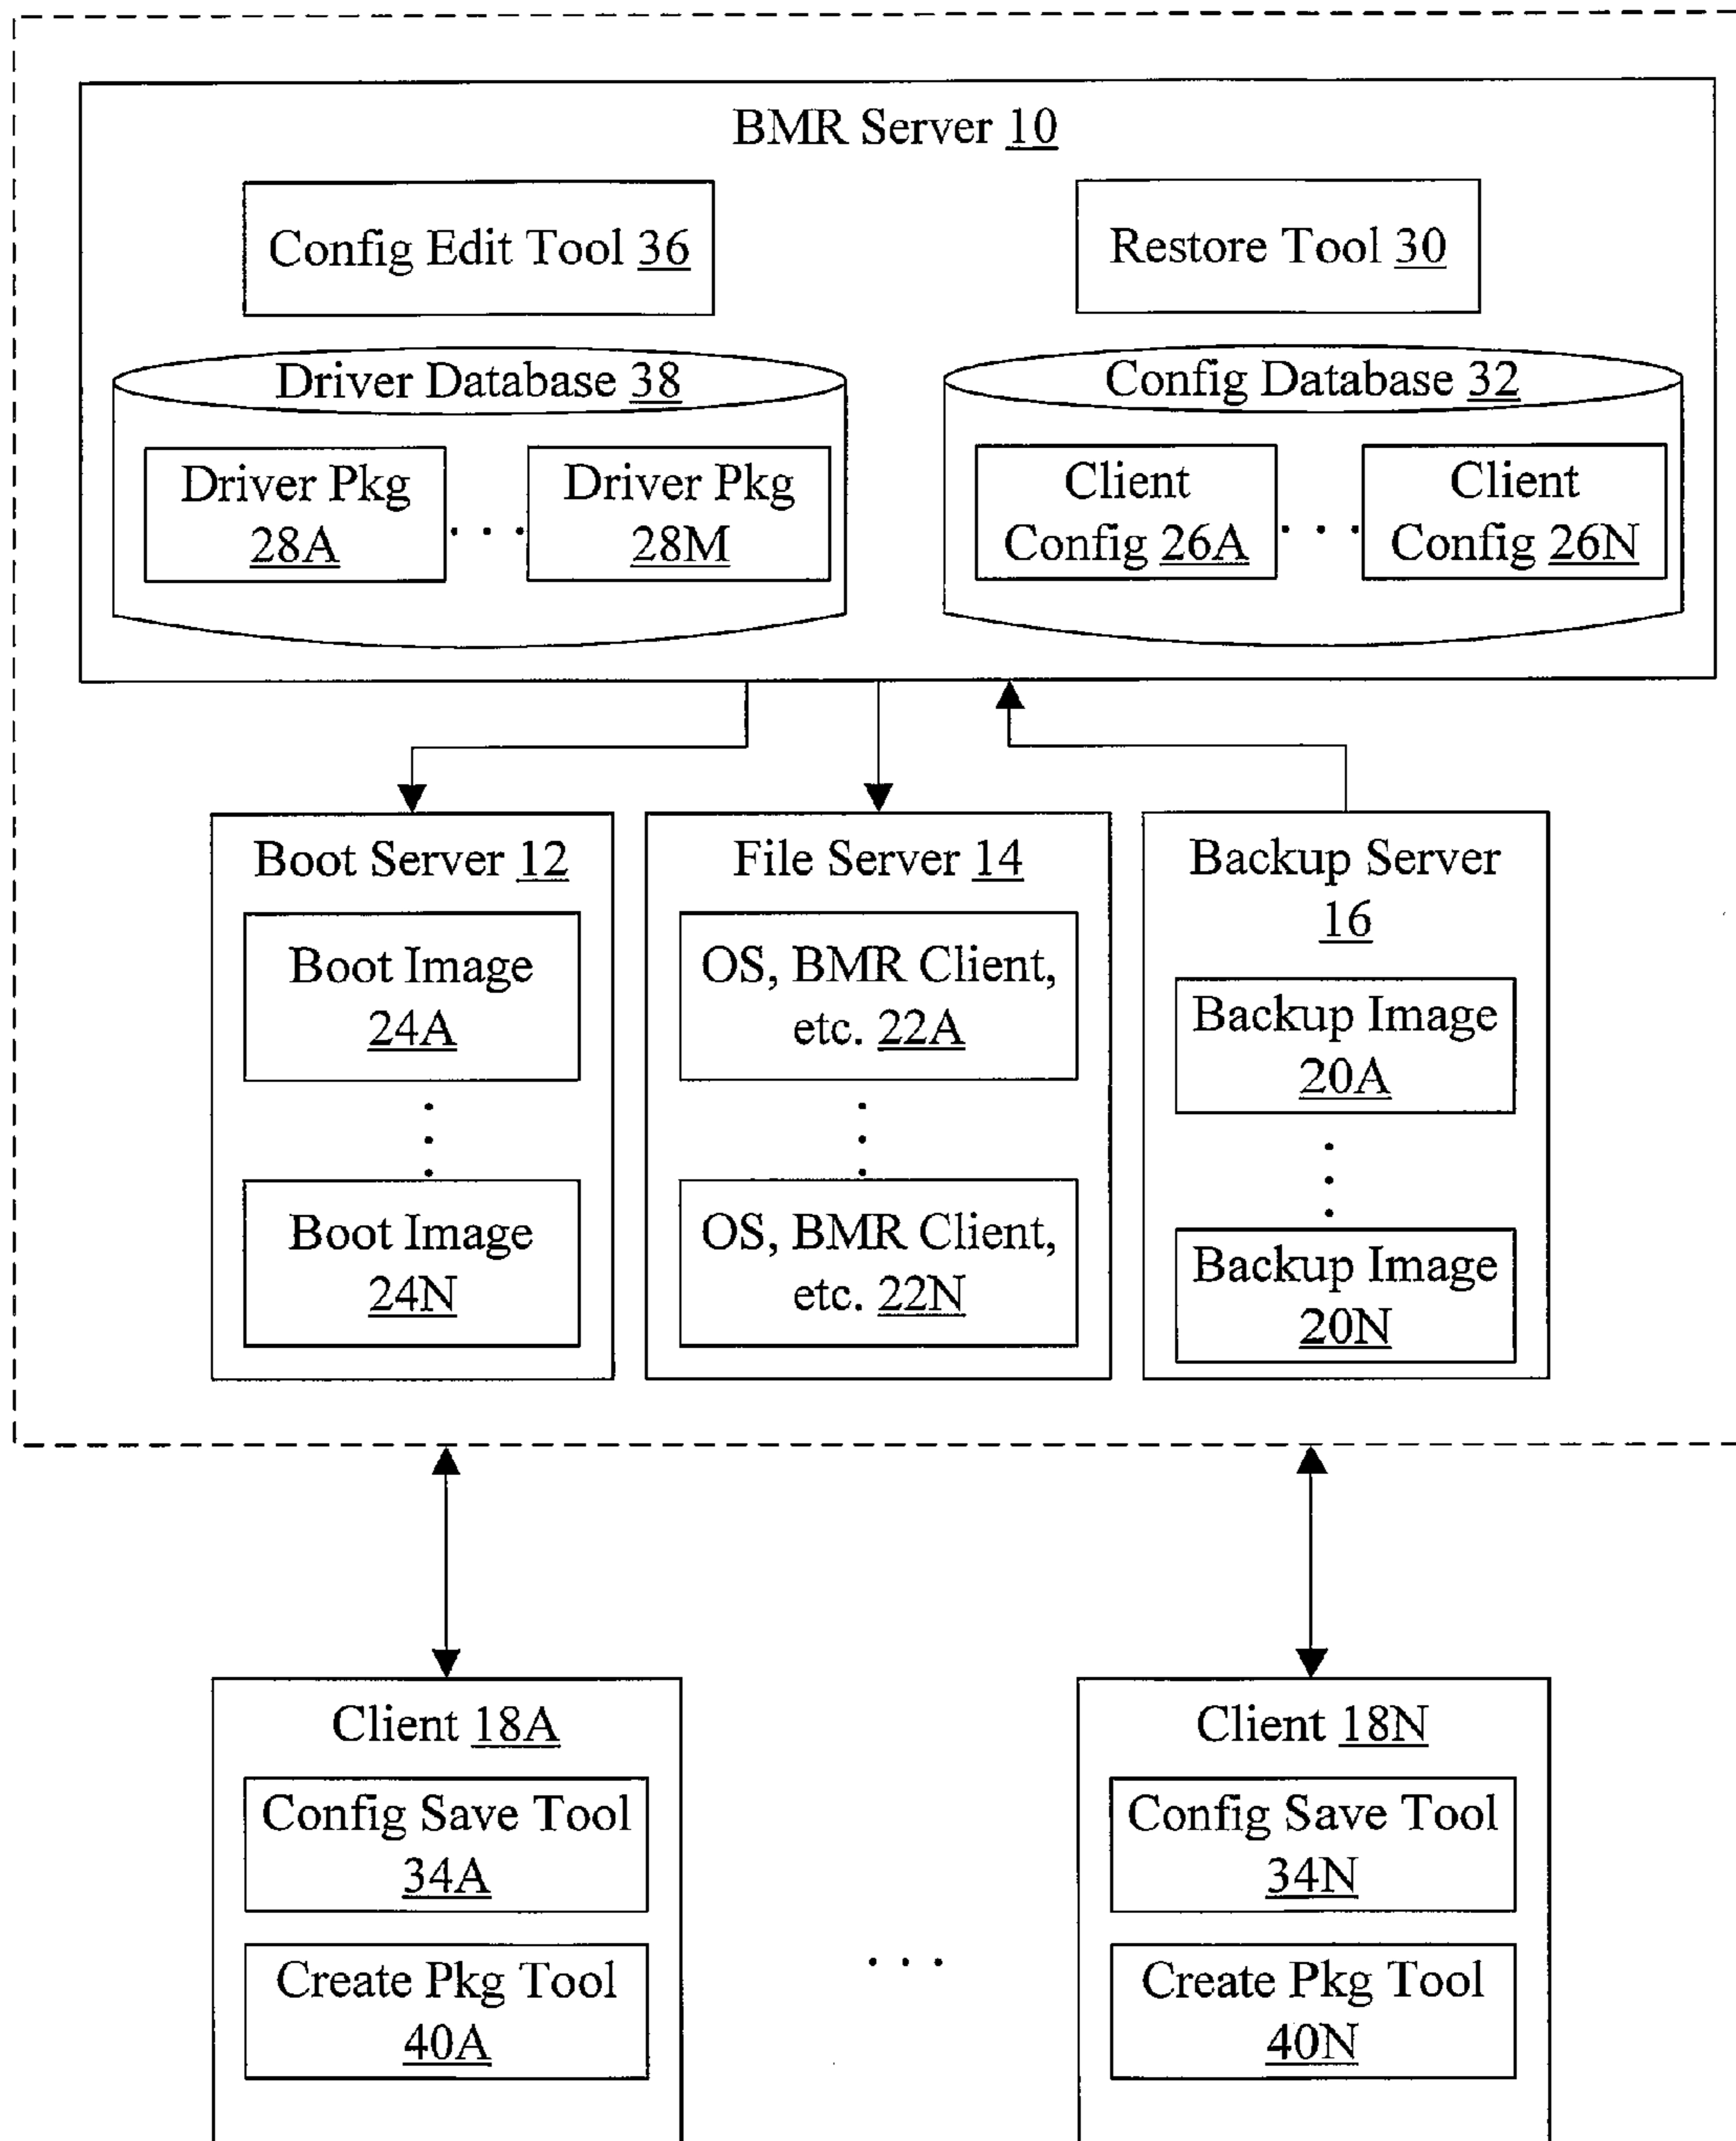 BMR Server 10
Config Edit Tool 36
Restore Tool 30
Driver Database 38
Config Database 32
Driver Pkg
28A
. . .
Driver Pkg
28M
Client
Config 26A
. . .
Client
Config 26N
Boot Server 12
Boot Image
24A
Boot Image
24N
File Server 14
OS, BMR Client,
etc. 22A
OS, BMR Client,
etc. 22N
Backup Server
16
Backup Image
20A
Backup Image
20N
Client 18A
Config Save Tool
34A
Create Pkg Tool
40A
. . .
Client 18N
Config Save Tool
34N
Create Pkg Tool
40N